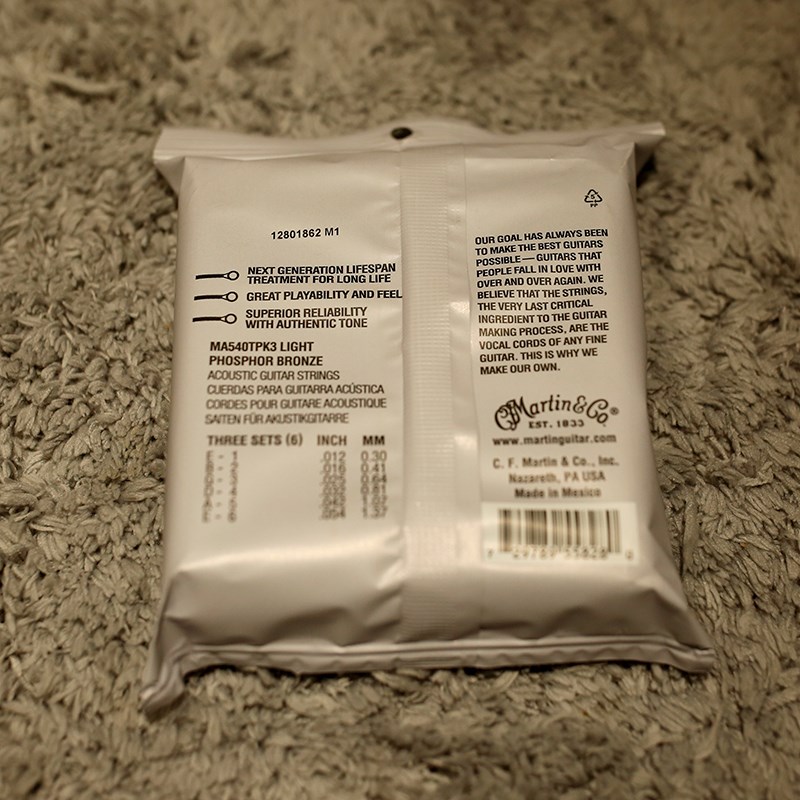 12801862 M1
NEXT GENERATION LIFESPAN
TREATMENT FOR LONG LIFE
GREAT PLAYABILITY AND FEEL
SUPERIOR RELIABILITY
WITH AUTHENTIC TONE
MA540TPK3 LIGHT
PHOSPHOR BRONZE
ACOUSTIC GUITAR STRINGS
CUERDAS PARA GUITARRA ACÚSTICA
CORDES POUR GUITARE ACOUSTIQUE
SAITEN FÜR AKUSTIKGITARRE
THREE SETS (6) INCH MM
E - 1 .012 0.30
.016 0.41
5
PP
OUR GOAL HAS ALWAYS BEEN
TO MAKE THE BEST GUITARS
POSSIBLE — GUITARS THAT
PEOPLE FALL IN LOVE WITH
OVER AND OVER AGAIN. WE
BELIEVE THAT THE STRINGS,
THE VERY LAST CRITICAL
INGREDIENT TO THE GUITAR
MAKING PROCESS, ARE THE
VOCAL CORDS OF ANY FINE
GUITAR. THIS IS WHY WE
MAKE OUR OWN.
CF Martin & Co.®
EST. 1833
www.martinguitar.com
C. F. Martin & Co., Inc.
Nazareth, PA USA
Made in Mexico